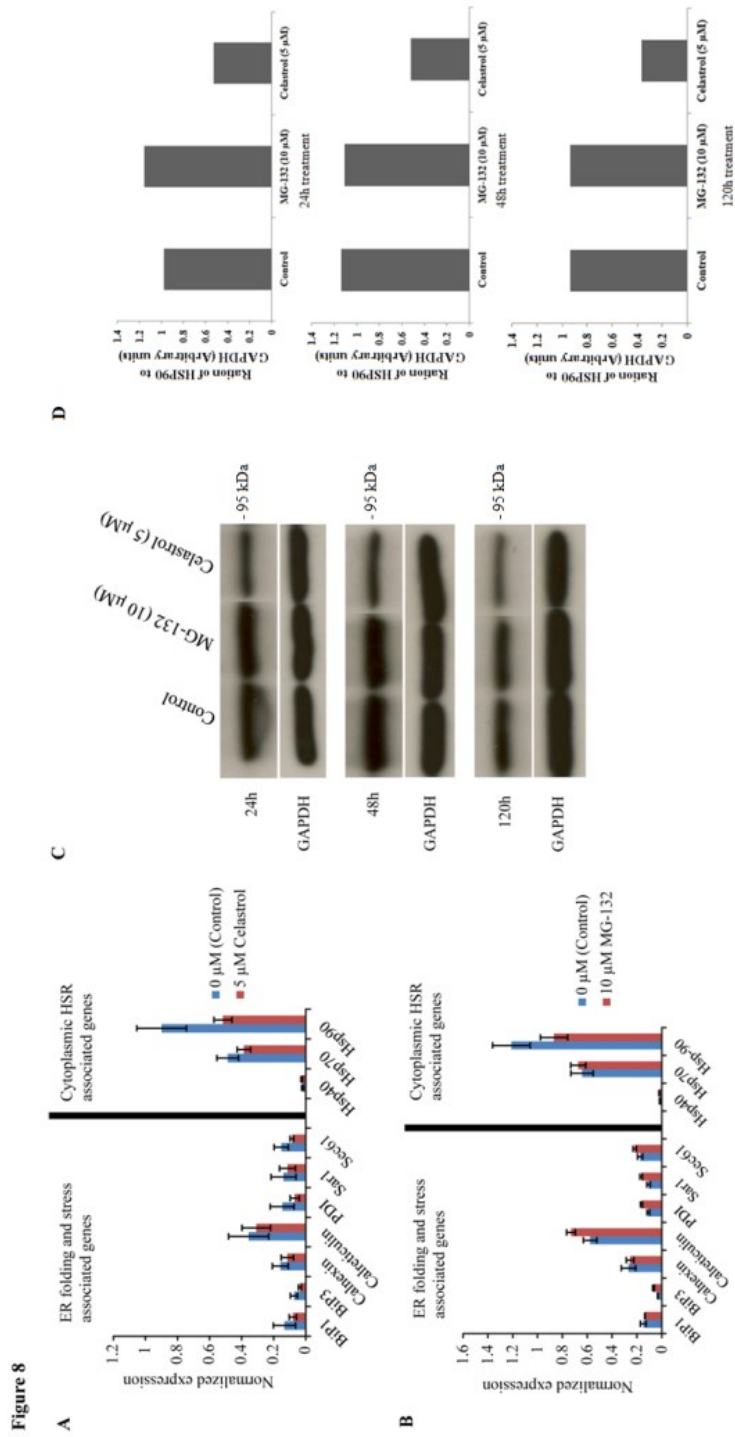 Figure 8
A
ER folding and stress
associated genes
Cytoplasmic HSR
associated genes
0 µM (Control)
5 µM Celastrol
Normalized expression
1.2
1
0.8
0.6
0.4
0.2
0
BiP1
BiP3
Calnexin
Calreticulin
PDI
Sar1
Sec61
Hsp40
Hsp70
Hsp90
B
ER folding and stress
associated genes
Cytoplasmic HSR
associated genes
0 µM (Control)
10 µM MG-132
Normalized expression
1.6
1.4
1.2
1
0.8
0.6
0.4
0.2
0
BiP1
BiP3
Calnexin
Calreticulin
PDI
Sar1
Sec61
Hsp40
Hsp70
Hsp-90
C
Control
MG-132 (10 µM)
Celastrol (5 µM)
24h
- 95 kDa
GAPDH
48h
- 95 kDa
GAPDH
120h
- 95 kDa
GAPDH
D
Ration of HSP90 to
GAPDH (Arbitrary units)
1.4
1.2
1
0.8
0.6
0.4
0.2
0
Control
MG-132 (10 µM)
Celastrol (5 µM)
24h treatment
Ration of HSP90 to
GAPDH (Arbitrary units)
1.4
1.2
1
0.8
0.6
0.4
0.2
0
Control
MG-132 (10 µM)
Celastrol (5 µM)
48h treatment
Ration of HSP90 to
GAPDH (Arbitrary units)
1.4
1.2
1
0.8
0.6
0.4
0.2
0
Control
MG-132 (10 µM)
Celastrol (5 µM)
120h treatment